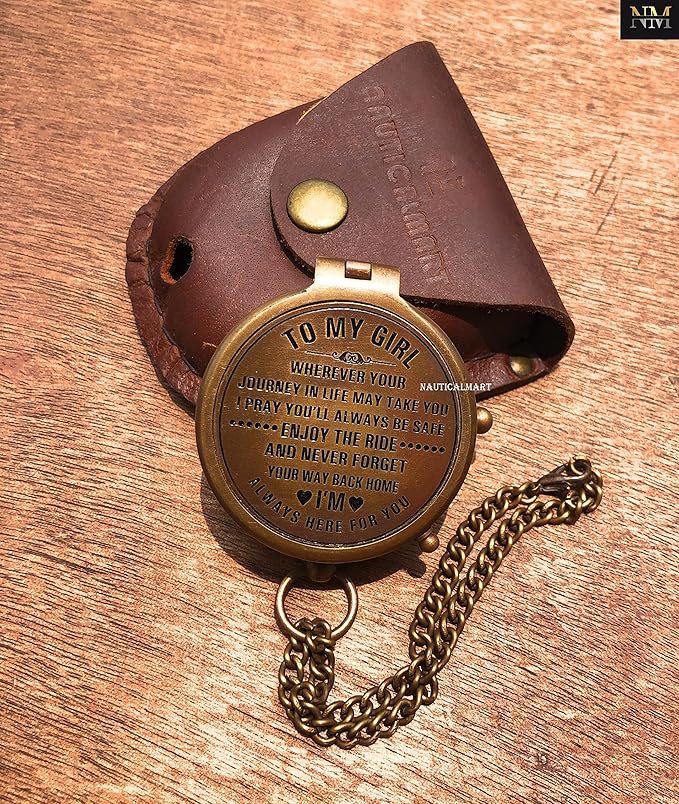 NM
NAUTICALMART
TO MY GIRL
WHEREVER YOUR
JOURNEY IN LIFE MAY TAKE YOU
I PRAY YOU'LL ALWAYS BE SAFE
ENJOY THE RIDE
AND NEVER FORGET
YOUR WAY BACK HOME
I'M
ALWAYS HERE FOR YOU
NAUTICALMART